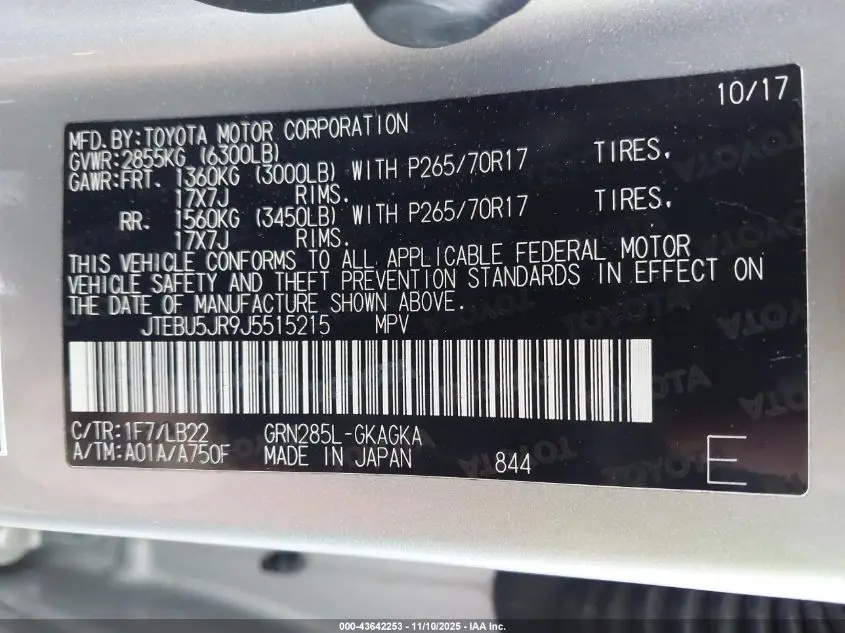 10/17
MFD.BY:TOYOTA MOTOR CORPORATION
GVWR:2855KG (6300LB)
GAWR:FRT. 1360KG (3000LB) WITH P265/70R17 TIRES,
17X7J RIMS.
RR. 1560KG (3450LB) WITH P265/70R17 TIRES,
17X7J RIMS.
THIS VEHICLE CONFORMS TO ALL APPLICABLE FEDERAL MOTOR
VEHICLE SAFETY AND THEFT PREVENTION STANDARDS IN EFFECT ON
THE DATE OF MANUFACTURE SHOWN ABOVE.
JTEBU5JR9J5515215 MPV
C/TR:1F7/LB22 GRN285L-GKAGKA
A/TM:A01A/A750F MADE IN JAPAN 844 E
000-43642253 - 11/10/2025 - IAA Inc.